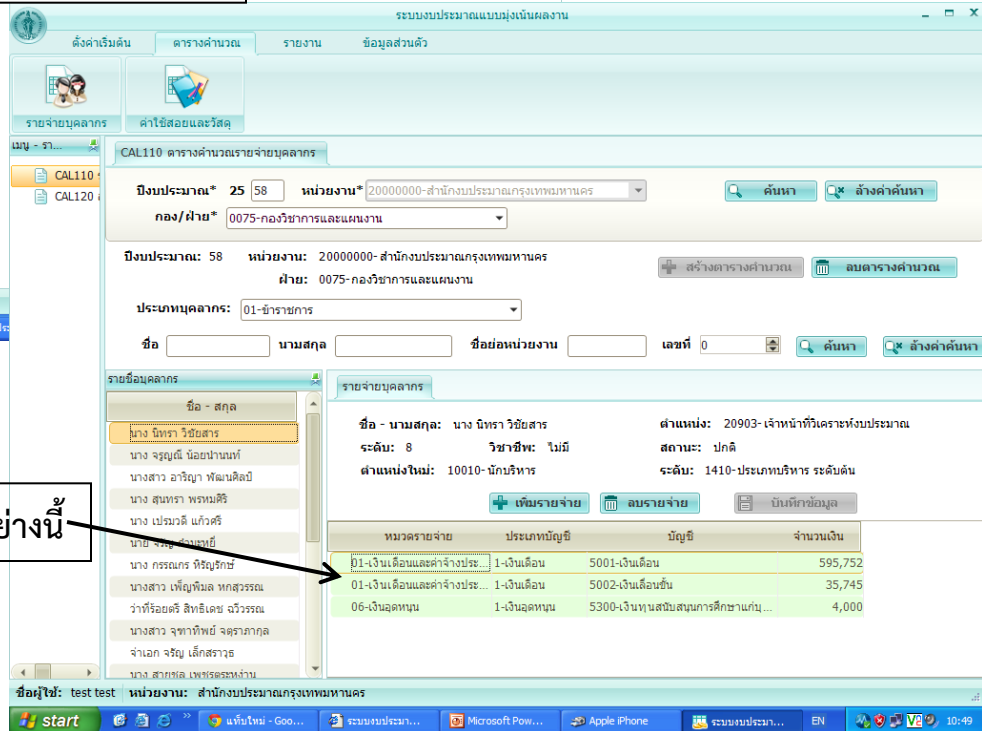 ระบบงบประมาณแบบมุ่งเน้นผลงาน
ตั้งค่าเริ่มต้น ตารางคำนวณ รายงาน ข้อมูลส่วนตัว
รายจ่ายบุคลากร ค่าใช้สอยและวัสดุ
เมนู - รา...
CAL110
CAL120
CAL110 ตารางคำนวณรายจ่ายบุคลากร
ปีงบประมาณ* 25 58 หน่วยงาน* 20000000-สำนักงบประมาณกรุงเทพมหานคร ค้นหา ล้างค่าค้นหา
กอง/ฝ่าย* 0075-กองวิชาการและแผนงาน
ปีงบประมาณ: 58 หน่วยงาน: 20000000-สำนักงบประมาณกรุงเทพมหานคร
ฝ่าย: 0075-กองวิชาการและแผนงาน
สร้างตารางคำนวณ ลบตารางคำนวณ
ประเภทบุคลากร: 01-ข้าราชการ
ชื่อ นามสกุล ชื่อย่อหน่วยงาน เลขที่ 0 ค้นหา ล้างค่าค้นหา
รายชื่อบุคลากร
ชื่อ - สกุล
นาง นิทรา วิชัยสาร
นาง จรูญณี น้อยปานนท์
นางสาว อาริญา พัฒนศิลป์
นาง สุนทรา พรหมศิริ
นาง เปรมวดี แก้วศรี
นาง กรรณกร หิรัญรักษ์
นางสาว เพ็ญพิมล หกสุวรรณ
ว่าที่ร้อยตรี สิทธิเดช ฉวีวรรณ
นางสาว จุฑาทิพย์ จตุราภากุล
จ่าเอก จรัญ เล็กสราวุธ
ย่างนี้
รายจ่ายบุคลากร
ชื่อ - นามสกุล: นาง นิทรา วิชัยสาร ตำแหน่ง: 20903-เจ้าหน้าที่วิเคราะห์งบประมาณ
ระดับ: 8 วิชาชีพ: ไม่มี สถานะ: ปกติ
ตำแหน่งใหม่: 10010-นักบริหาร ระดับ: 1410-ประเภทบริหาร ระดับต้น
เพิ่มรายจ่าย ลบรายจ่าย บันทึกข้อมูล
หมวดรายจ่าย ประเภทบัญชี บัญชี จำนวนเงิน
01-เงินเดือนและค่าจ้างประ... 1-เงินเดือน 5001-เงินเดือน 595,752
01-เงินเดือนและค่าจ้างประ... 1-เงินเดือน 5002-เงินเลื่อนขั้น 35,745
06-เงินอุดหนุน 1-เงินอุดหนุน 5300-เงินทุนสนับสนุนการศึกษาแก่บุ... 4,000
ชื่อผู้ใช้: test test หน่วยงาน: สำนักงบประมาณกรุงเทพมหานคร
start แท็บใหม่ - Goo... ระบบงบประมา... Microsoft Pow... Apple iPhone ระบบงบประมา... EN 10:49